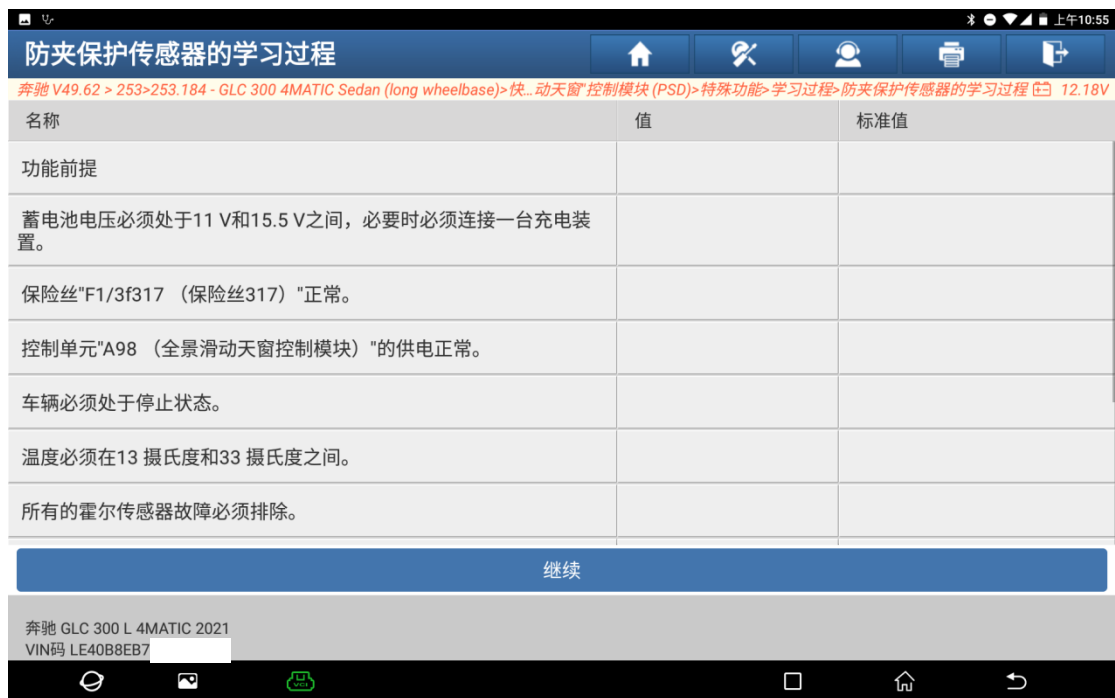 上午10:55
防夹保护传感器的学习过程
奔驰 V49.62 > 253>253.184 - GLC 300 4MATIC Sedan (long wheelbase)>快...动天窗"控制模块 (PSD)>特殊功能>学习过程>防夹保护传感器的学习过程 12.18V
名称 值 标准值
功能前提
蓄电池电压必须处于11 V和15.5 V之间，必要时必须连接一台充电装
置。
保险丝"F1/3f317 （保险丝317）"正常。
控制单元"A98 （全景滑动天窗控制模块）"的供电正常。
车辆必须处于停止状态。
温度必须在13 摄氏度和33 摄氏度之间。
所有的霍尔传感器故障必须排除。
继续
奔驰 GLC 300 L 4MATIC 2021
VIN码 LE40B8EB7
VCI